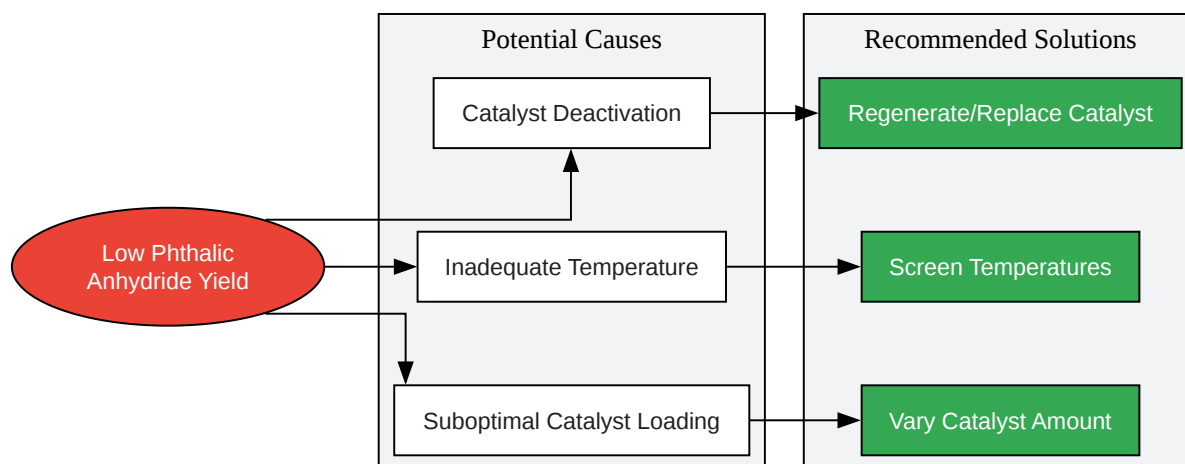 Potential Causes
Recommended Solutions
Catalyst Deactivation
Regenerate/Replace Catalyst
Low Phthalic
Anhydride Yield
Inadequate Temperature
Screen Temperatures
Suboptimal Catalyst Loading
Vary Catalyst Amount